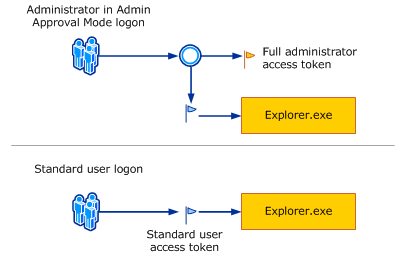 Administrator in Admin
Approval Mode logon
Full administrator
access token
Explorer.exe
Standard user logon
Explorer.exe
Standard user
access token